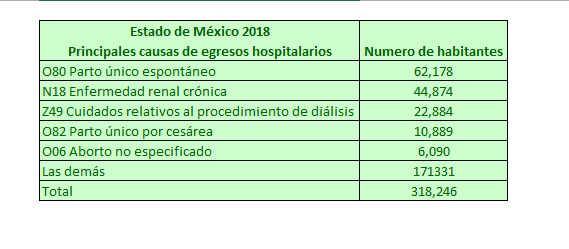 Estado de México 2018
Principales causas de egresos hospitalarios Numero de habitantes
O80 Parto único espontáneo 62,178
N18 Enfermedad renal crónica 44,874
Z49 Cuidados relativos al procedimiento de diálisis 22,884
O82 Parto único por cesárea 10,889
O06 Aborto no especificado 6,090
Las demás 171331
Total 318,246